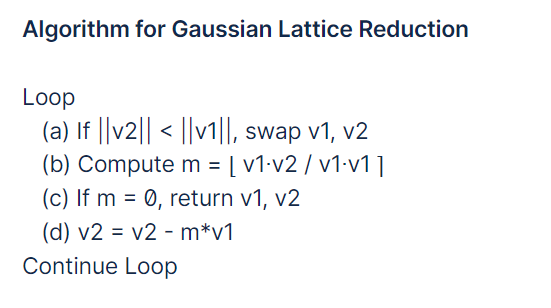 Algorithm for Gaussian Lattice Reduction
Loop
(a) If ||v2|| < ||v1||, swap v1, v2
(b) Compute m = ⌊ v1∙v2 / v1∙v1 ⌉
(c) If m = 0, return v1, v2
(d) v2 = v2 - m*v1
Continue Loop